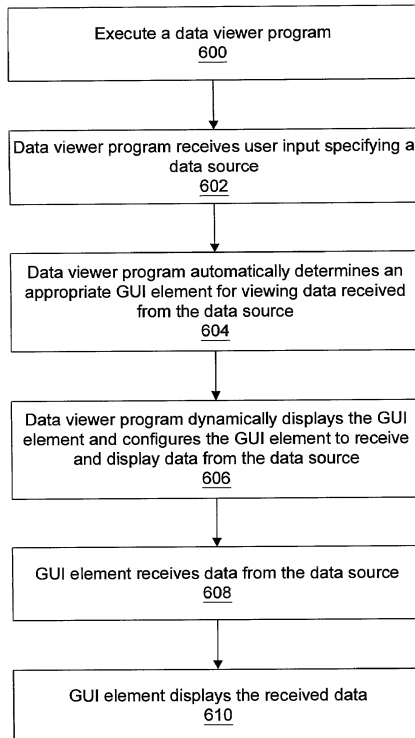 Execute a data viewer program
600
Data viewer program receives user input specifying a
data source
602
Data viewer program automatically determines an
appropriate GUI element for viewing data received
from the data source
604
Data viewer program dynamically displays the GUI
element and configures the GUI element to receive
and display data from the data source
606
GUI element receives data from the data source
608
GUI element displays the received data
610